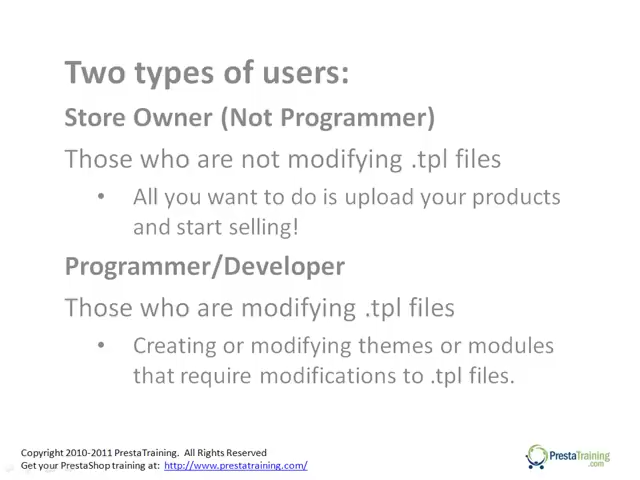 Two types of users:
Store Owner (Not Programmer)
Those who are not modifying .tpl files
• All you want to do is upload your products
and start selling!
Programmer/Developer
Those who are modifying .tpl files
• Creating or modifying themes or modules
that require modifications to .tpl files.
Copyright 2010-2011 PrestaTraining. All Rights Reserved
Get your PrestaShop training at: http://www.prestatraining.com/
PrestaTraining
.com